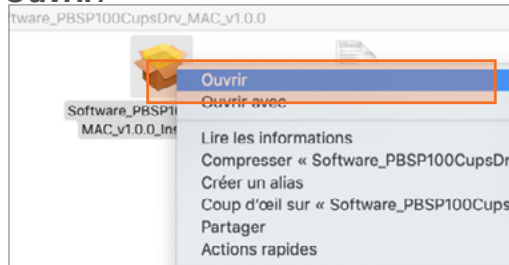 tware_PBSP100CupsDrv_MAC_v1.0.0
Ouvrir
Ouvrir avec
Software_PBSP1
MAC_v1.0.0_Ins
Lire les informations
Compresser « Software_PBSP100CupsDr
Créer un alias
Coup d'œil sur « Software_PBSP100Cups
Partager
Actions rapides